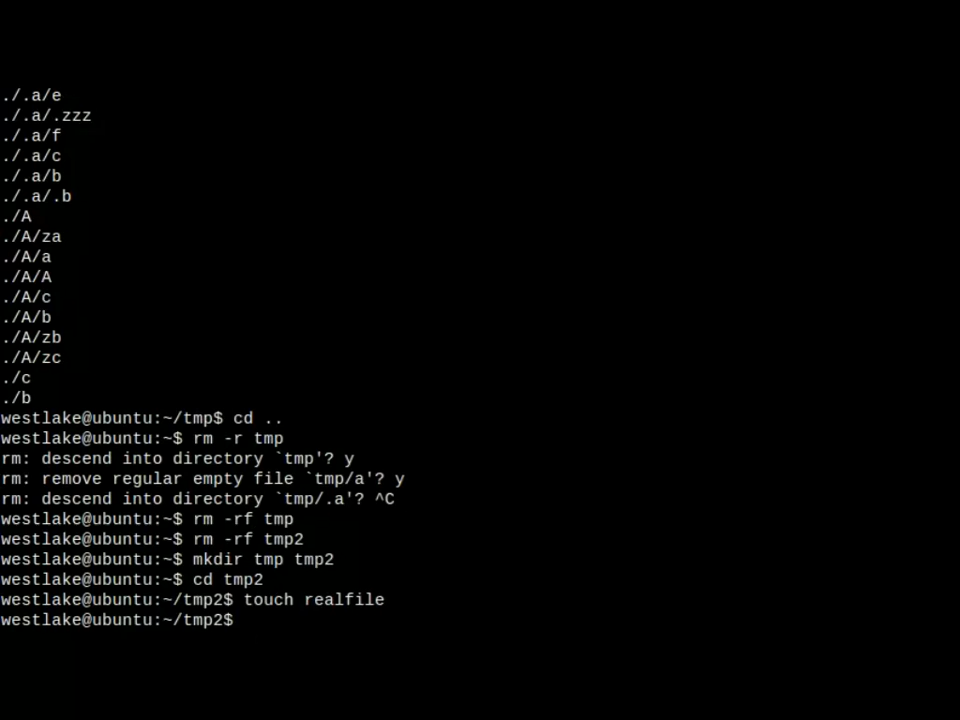 ./.a/e
./.a/.zzz
./.a/f
./.a/c
./.a/b
./.a/.b
./A
./A/za
./A/a
./A/A
./A/c
./A/b
./A/zb
./A/zc
./c
./b
westlake@ubuntu:~/tmp$ cd ..
westlake@ubuntu:~$ rm -r tmp
rm: descend into directory `tmp'? y
rm: remove regular empty file `tmp/a'? y
rm: descend into directory `tmp/.a'? ^C
westlake@ubuntu:~$ rm -rf tmp
westlake@ubuntu:~$ rm -rf tmp2
westlake@ubuntu:~$ mkdir tmp tmp2
westlake@ubuntu:~$ cd tmp2
westlake@ubuntu:~/tmp2$ touch realfile
westlake@ubuntu:~/tmp2$